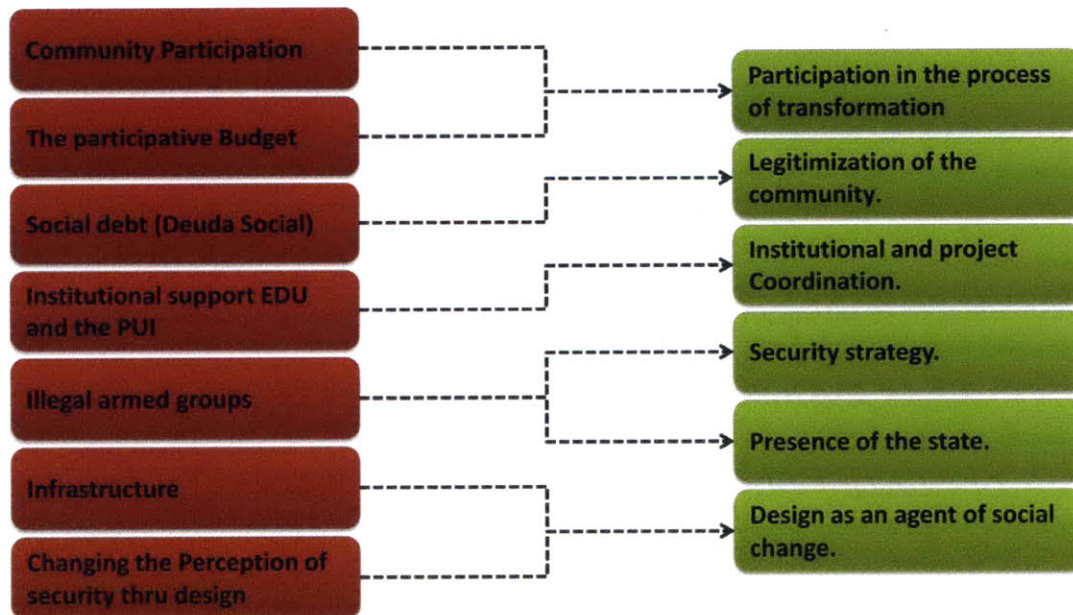 Community Participation
The participative Budget
Social debt (Deuda Social)
Institutional support EDU
and the PUI
Illegal armed groups
Infrastructure
Changing the Perception of
security thru design
Participation in the process
of transformation
Legitimization of the
community.
Institutional and project
Coordination.
Security strategy.
Presence of the state.
Design as an agent of social
change.